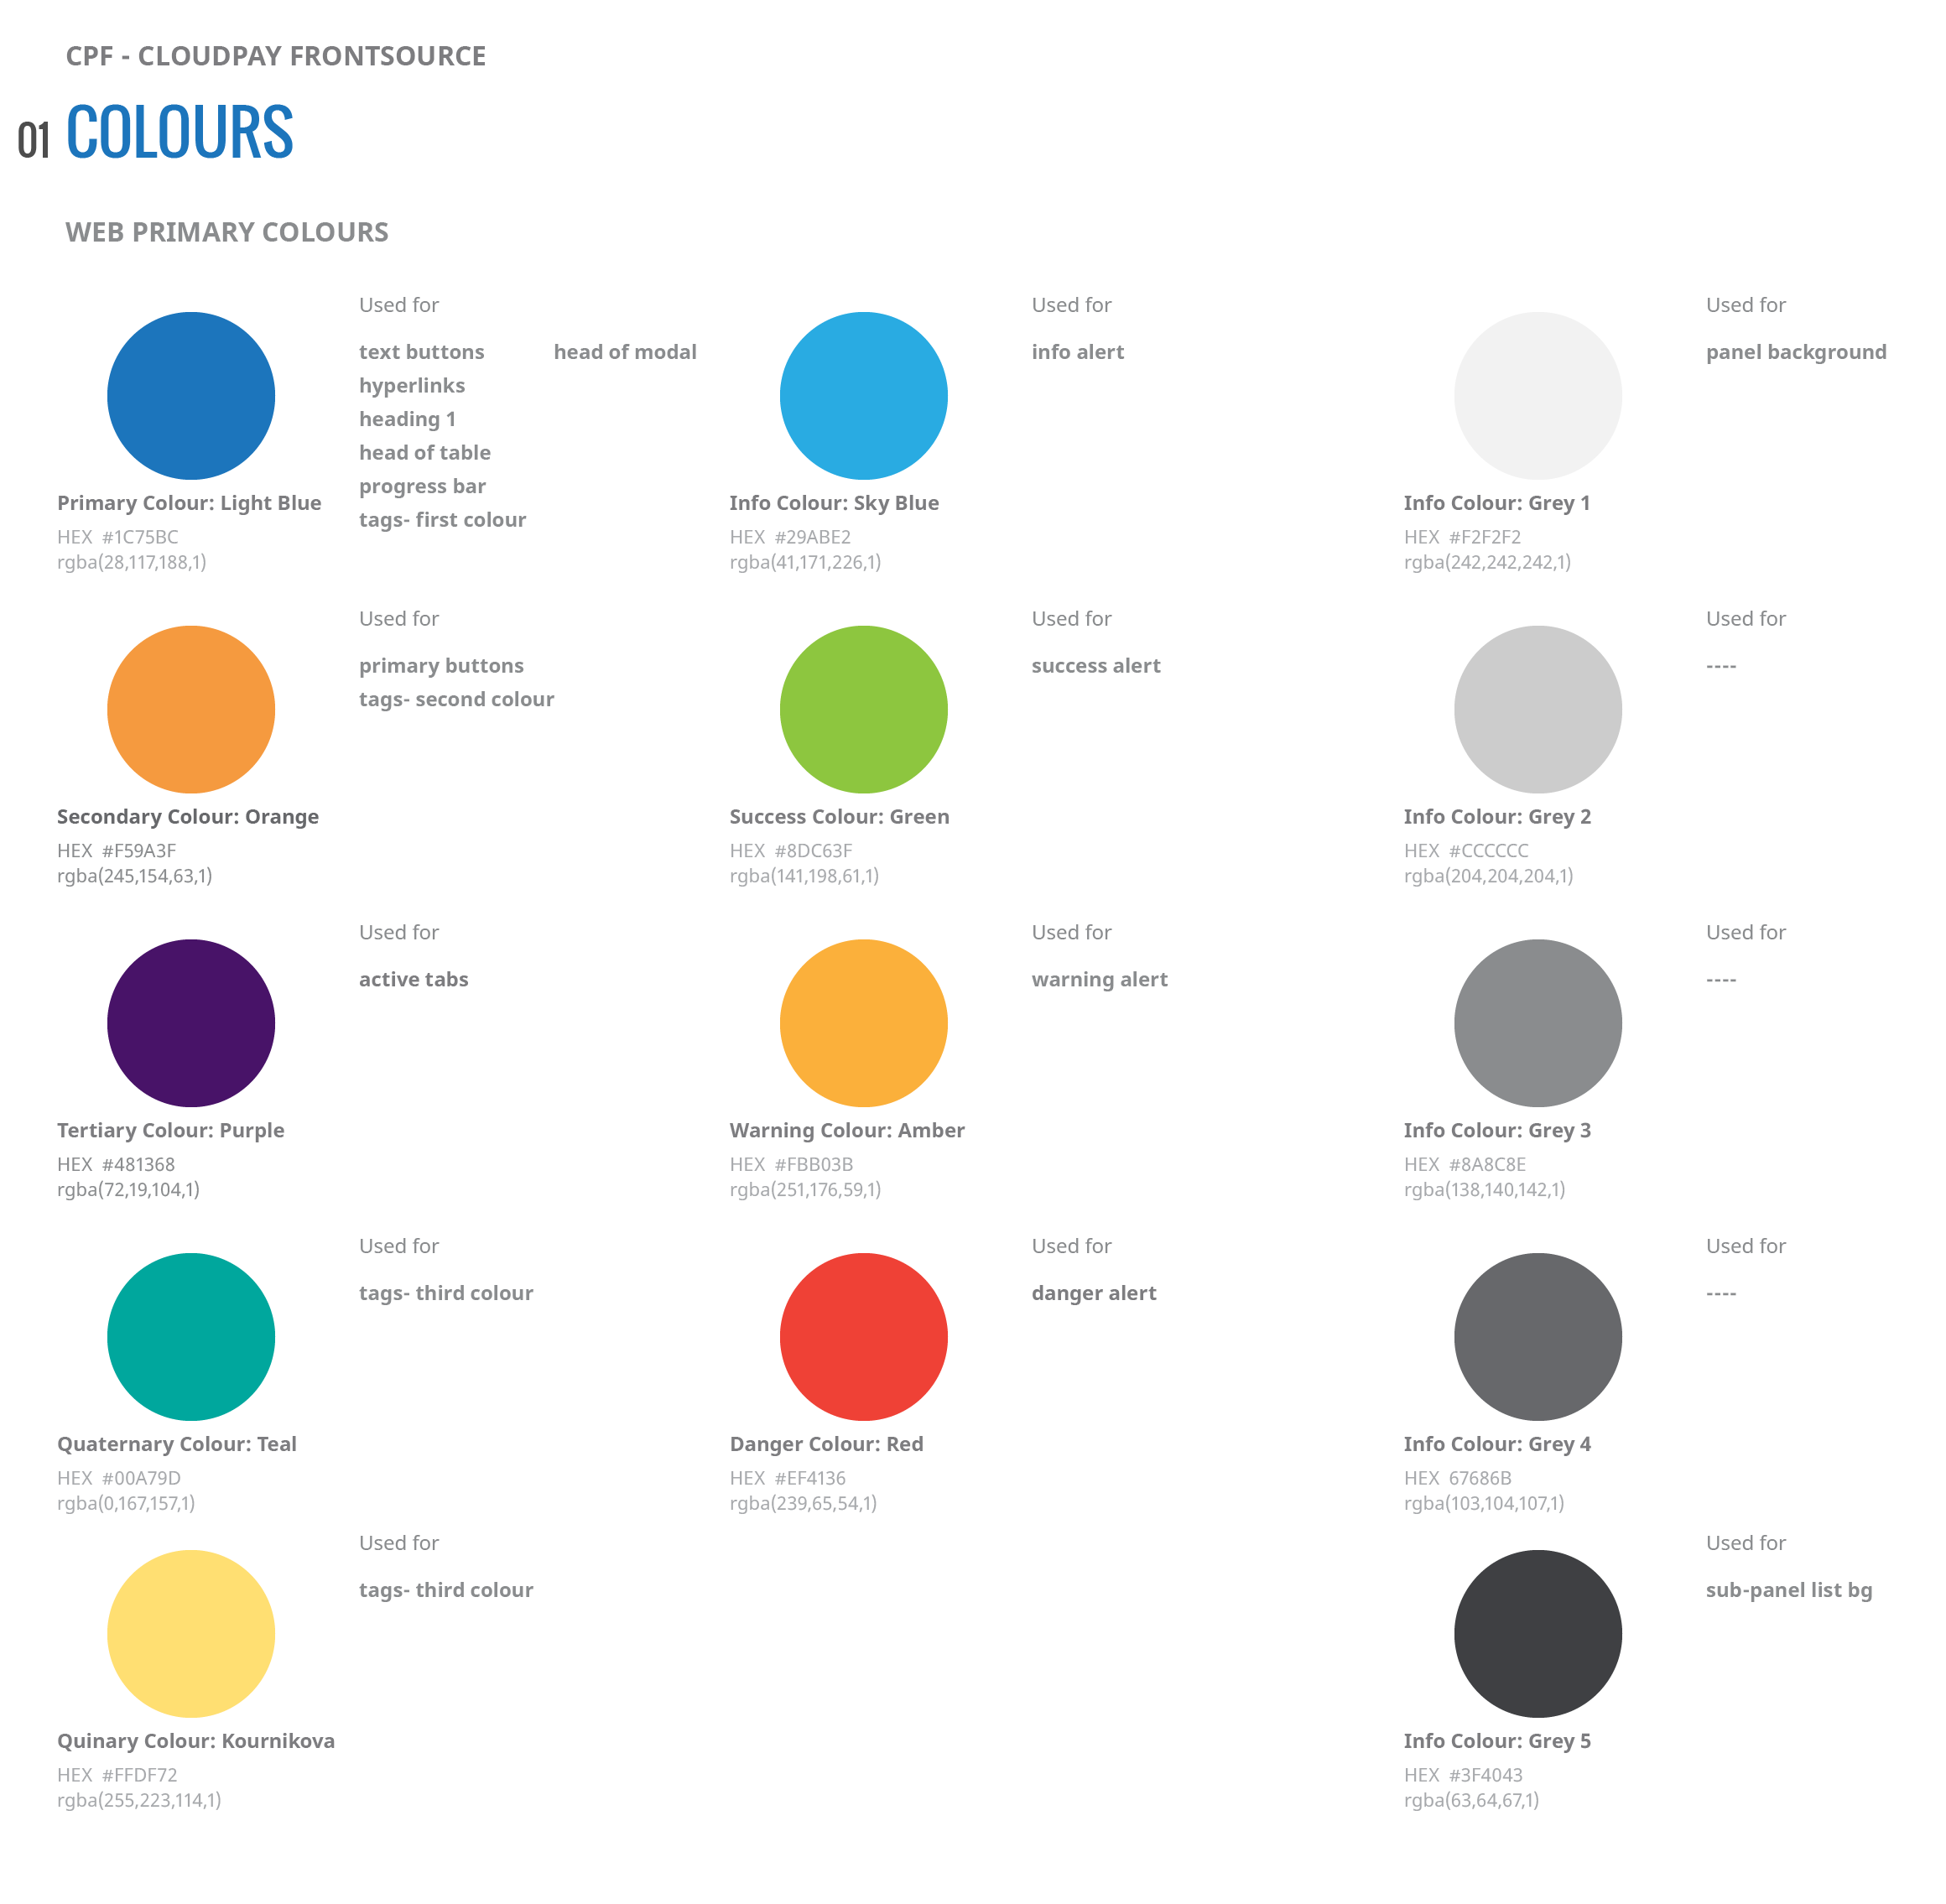 CPF - CLOUDPAY FRONTSOURCE
01 COLOURS
WEB PRIMARY COLOURS
Used for
text buttons
hyperlinks
heading 1
head of table
progress bar
tags- first colour
head of modal
Primary Colour: Light Blue
HEX #1C75BC
rgba(28,117,188,1)
Used for
info alert
Info Colour: Sky Blue
HEX #29ABE2
rgba(41,171,226,1)
Used for
panel background
Info Colour: Grey 1
HEX #F2F2F2
rgba(242,242,242,1)
Used for
primary buttons
tags- second colour
Secondary Colour: Orange
HEX #F59A3F
rgba(245,154,63,1)
Used for
success alert
Success Colour: Green
HEX #8DC63F
rgba(141,198,61,1)
Used for
----
Info Colour: Grey 2
HEX #CCCCCC
rgba(204,204,204,1)
Used for
active tabs
Tertiary Colour: Purple
HEX #481368
rgba(72,19,104,1)
Used for
warning alert
Warning Colour: Amber
HEX #FBB03B
rgba(251,176,59,1)
Used for
----
Info Colour: Grey 3
HEX #8A8C8E
rgba(138,140,142,1)
Used for
tags- third colour
Quaternary Colour: Teal
HEX #00A79D
rgba(0,167,157,1)
Used for
danger alert
Danger Colour: Red
HEX #EF4136
rgba(239,65,54,1)
Used for
----
Info Colour: Grey 4
HEX 67686B
rgba(103,104,107,1)
Used for
tags- third colour
Quinary Colour: Kournikova
HEX #FFDF72
rgba(255,223,114,1)
Used for
sub-panel list bg
Info Colour: Grey 5
HEX #3F4043
rgba(63,64,67,1)